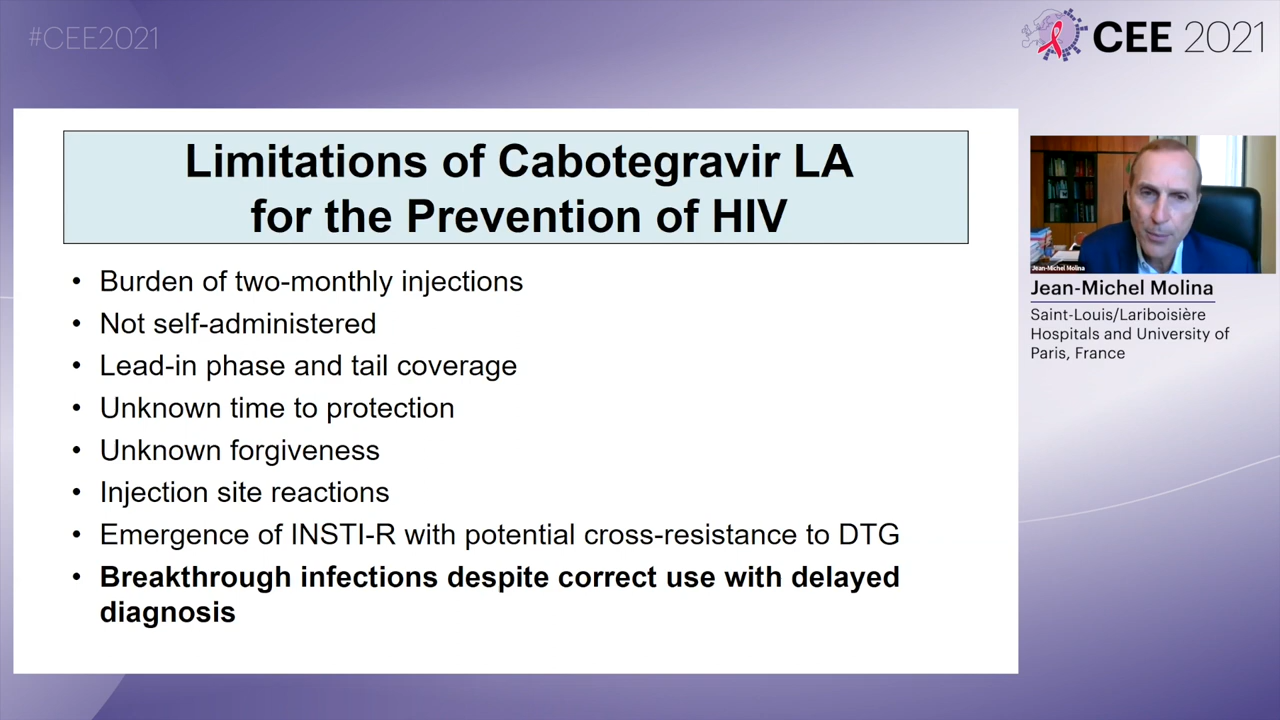 #CEE2021
CEE 2021
Limitations of Cabotegravir LA
for the Prevention of HIV
• Burden of two-monthly injections
• Not self-administered
• Lead-in phase and tail coverage
• Unknown time to protection
• Unknown forgiveness
• Injection site reactions
• Emergence of INSTI-R with potential cross-resistance to DTG
• Breakthrough infections despite correct use with delayed
diagnosis
Jean-Michel Molina
Jean-Michel Molina
Saint-Louis/Lariboisière
Hospitals and University of
Paris, France